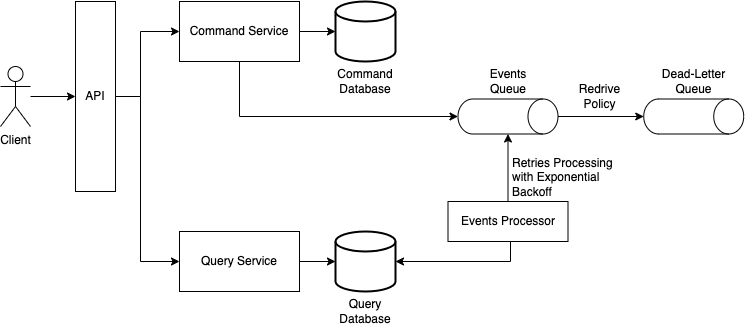 Command Service
Command
Database
Events
Queue
Dead-Letter
Queue
Redrive
Policy
API
Client
Retries Processing
with Exponential
Backoff
Events Processor
Query Service
Query
Database